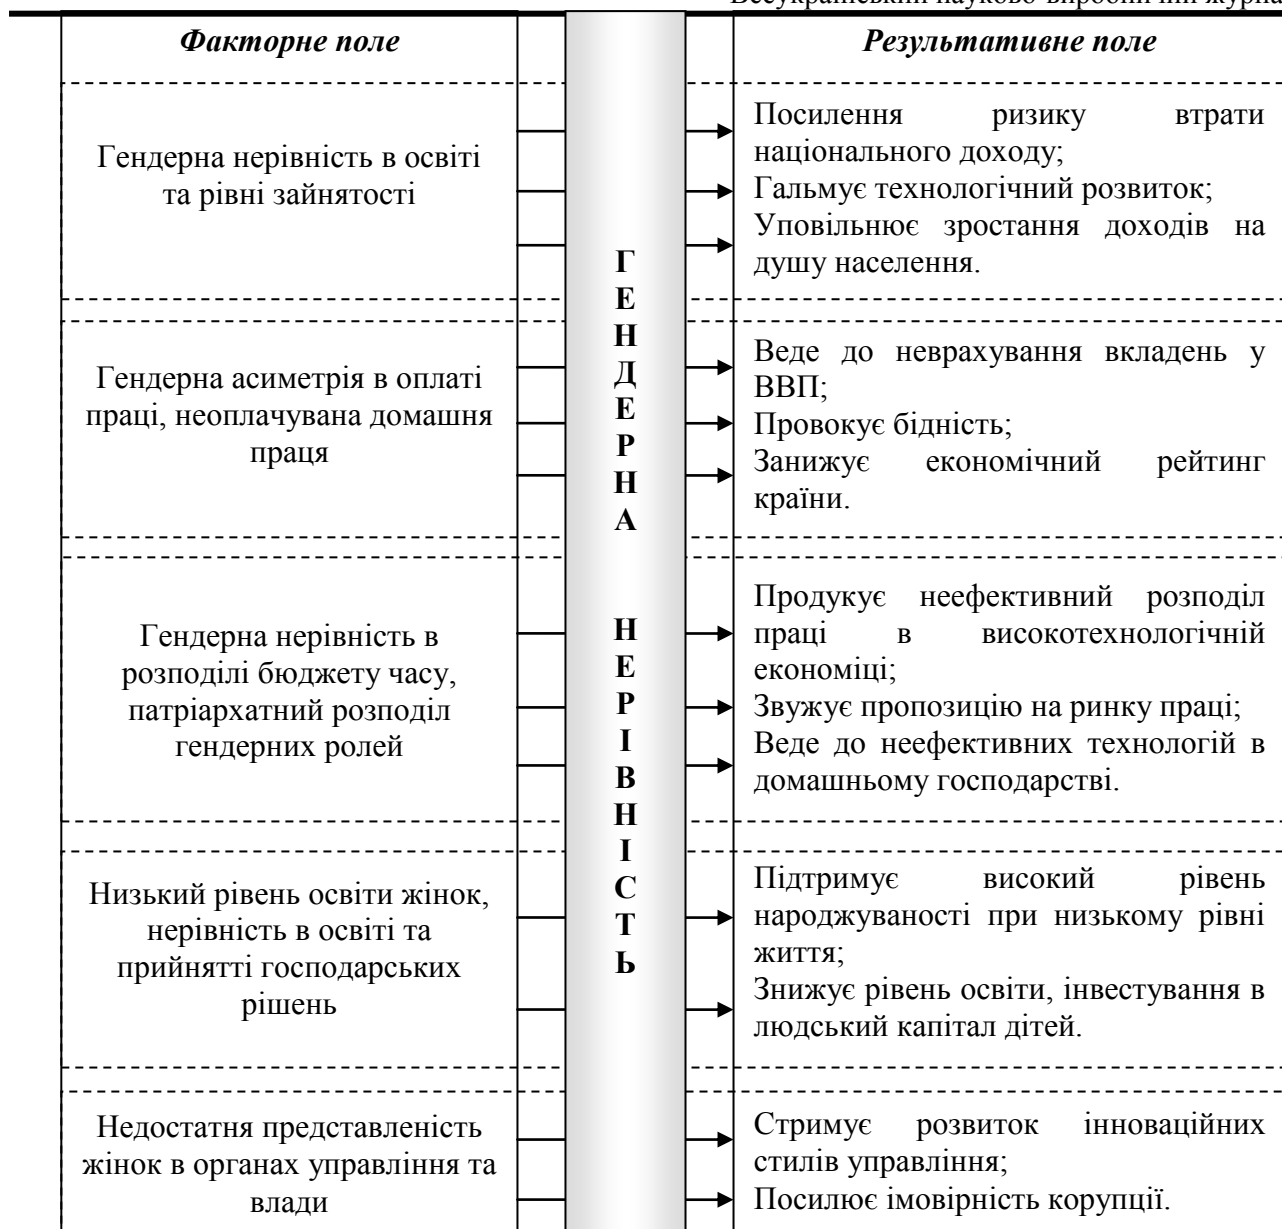 Всеукраїнський науково-виробничий журнал
Факторне поле
Результативне поле
Гендерна нерівність в освіті
та рівні зайнятості
Посилення ризику втрати
національного доходу;
Гальмує технологічний розвиток;
Уповільнює зростання доходів на
душу населення.
Гендерна асиметрія в оплаті
праці, неоплачувана домашня
праця
Веде до неврахування вкладень у
ВВП;
Провокує бідність;
Занижує економічний рейтинг
країни.
ГЕНДЕРНА НЕРІВНІСТЬ
Гендерна нерівність в
розподілі бюджету часу,
патріархатний розподіл
гендерних ролей
Продукує неефективний розподіл
праці в високотехнологічній
економіці;
Звужує пропозицію на ринку праці;
Веде до неефективних технологій в
домашньому господарстві.
Низький рівень освіти жінок,
нерівність в освіті та
прийнятті господарських
рішень
Підтримує високий рівень
народжуваності при низькому рівні
життя;
Знижує рівень освіти, інвестування в
людський капітал дітей.
Недостатня представленість
жінок в органах управління та
влади
Стримує розвиток інноваційних
стилів управління;
Посилює імовірність корупції.